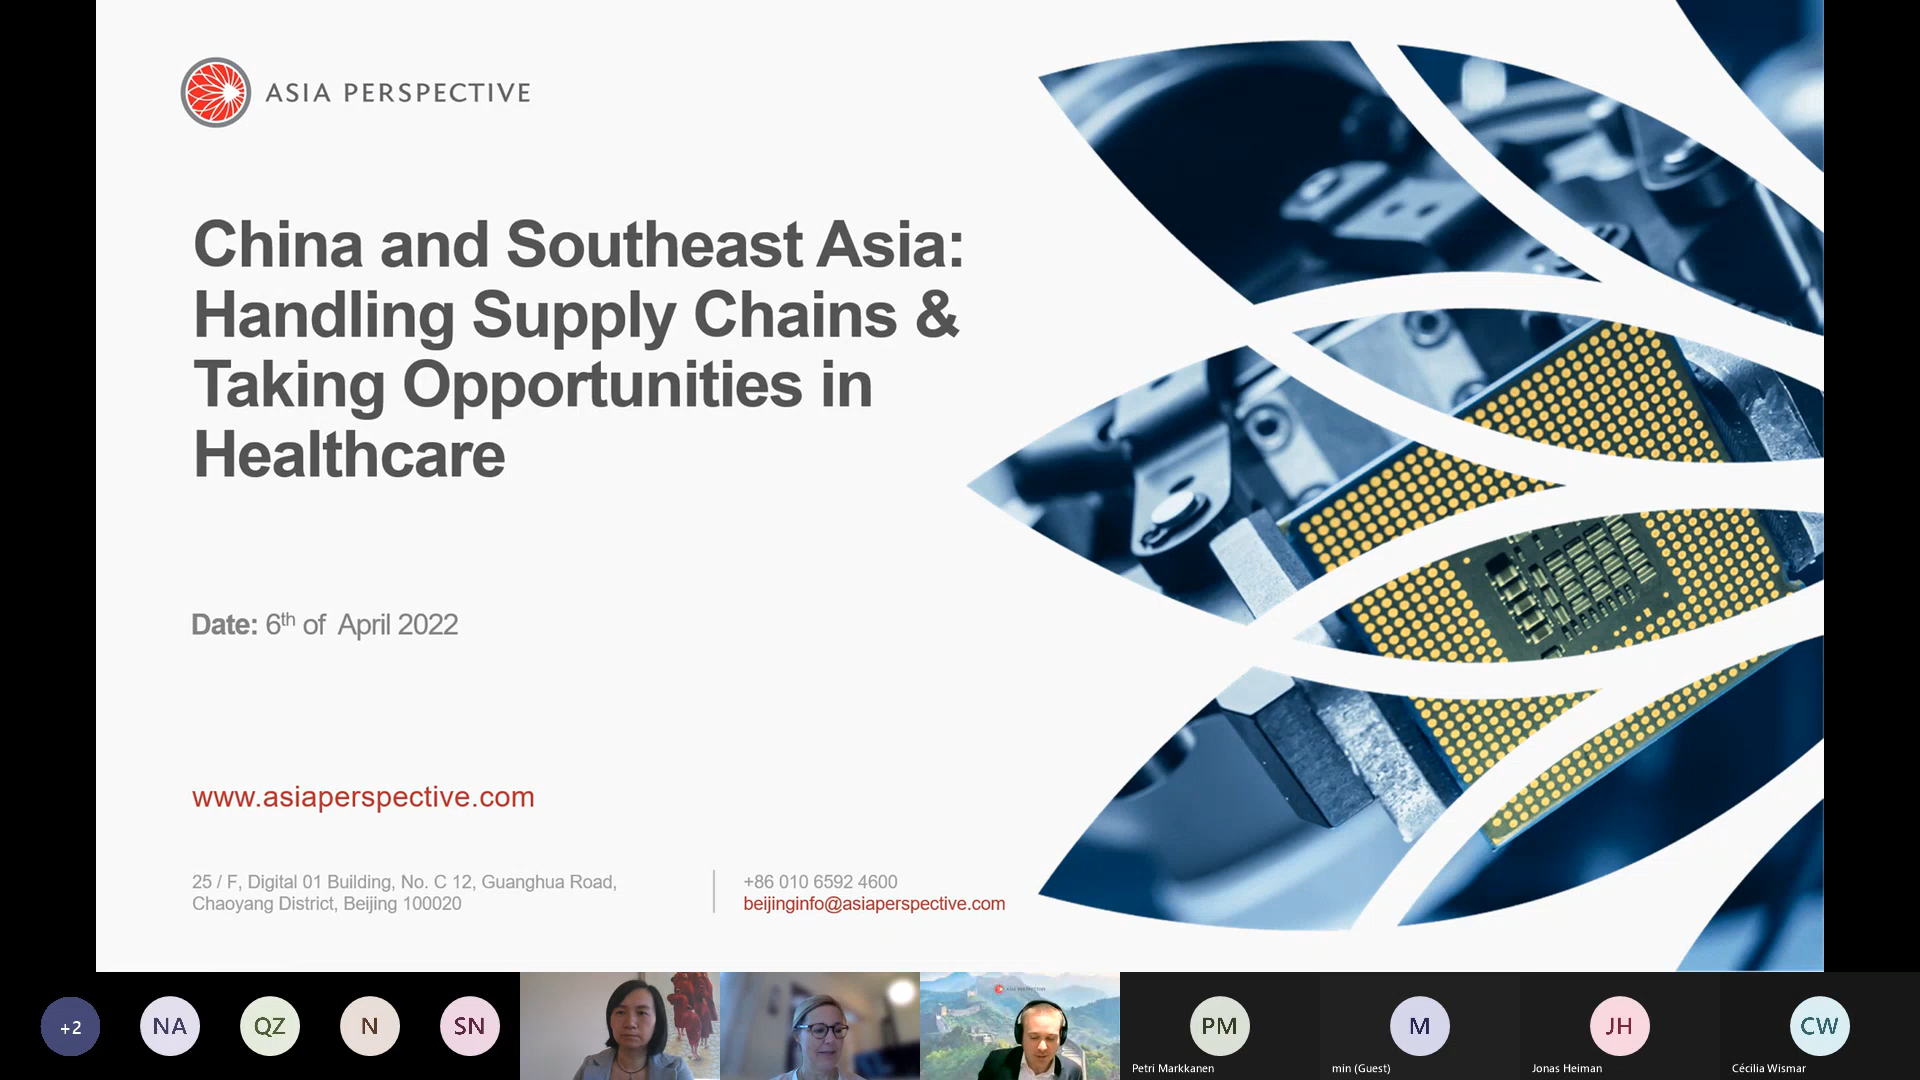 ASIA PERSPECTIVE
China and Southeast Asia:
Handling Supply Chains &
Taking Opportunities in
Healthcare
Date: 6th of April 2022
www.asiaperspective.com
25 / F, Digital 01 Building, No. C 12, Guanghua Road,
Chaoyang District, Beijing 100020
+86 010 6592 4600
beijinginfo@asiaperspective.com
+2
NA
QZ
N
SN
ASIA PERSPECTIVE
PM
Petri Markkanen
M
min (Guest)
JH
Jonas Heiman
CW
Cécilia Wismar